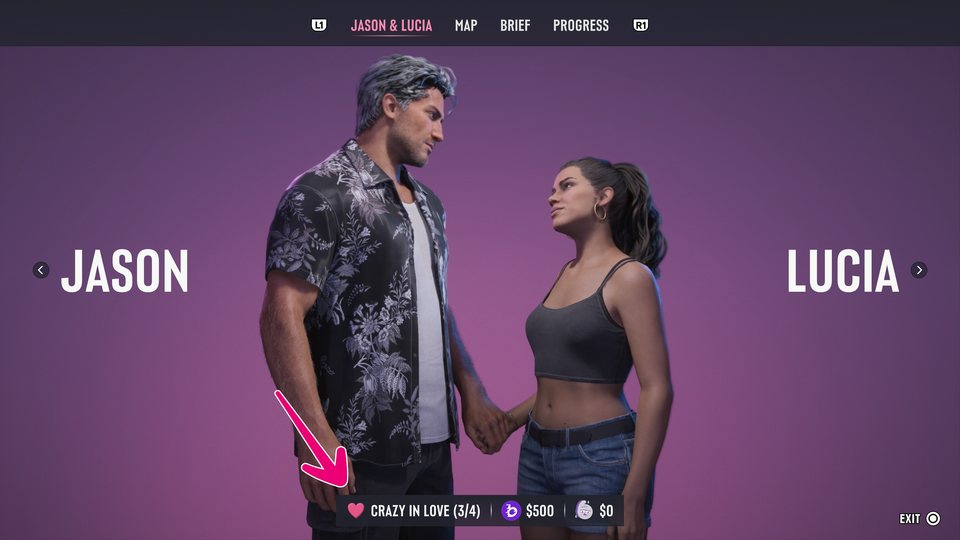 L1 JASON & LUCIA MAP BRIEF PROGRESS R1
JASON
LUCIA
CRAZY IN LOVE (3/4) $500 $0
EXIT